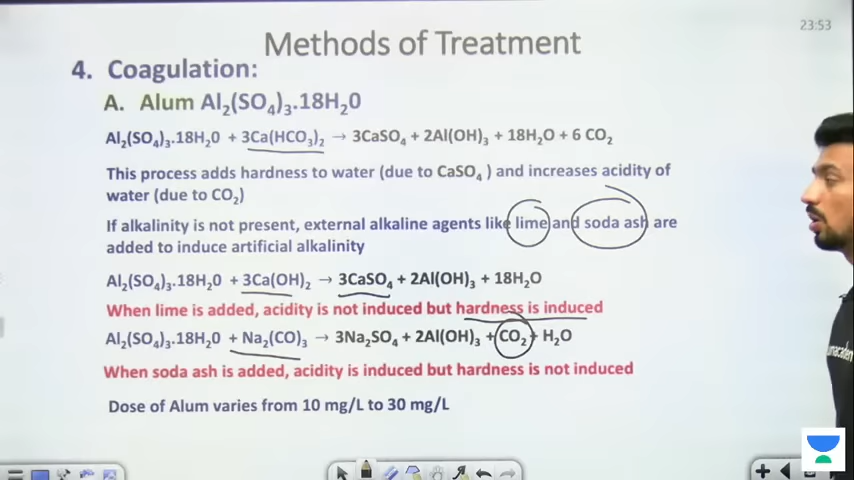 23:53
Methods of Treatment
4. Coagulation:
A. Alum Al₂(SO₄)₃.18H₂0
Al₂(SO₄)₃.18H₂0 + 3Ca(HCO₃)₂ → 3CaSO₄ + 2Al(OH)₃ + 18H₂O + 6 CO₂
This process adds hardness to water (due to CaSO₄ ) and increases acidity of
water (due to CO₂)
If alkalinity is not present, external alkaline agents like lime and soda ash are
added to induce artificial alkalinity
Al₂(SO₄)₃.18H₂0 + 3Ca(OH)₂ → 3CaSO₄ + 2Al(OH)₃ + 18H₂O
When lime is added, acidity is not induced but hardness is induced
Al₂(SO₄)₃.18H₂0 + Na₂(CO)₃ → 3Na₂SO₄ + 2Al(OH)₃ + CO₂ + H₂O
When soda ash is added, acidity is induced but hardness is not induced
Dose of Alum varies from 10 mg/L to 30 mg/L